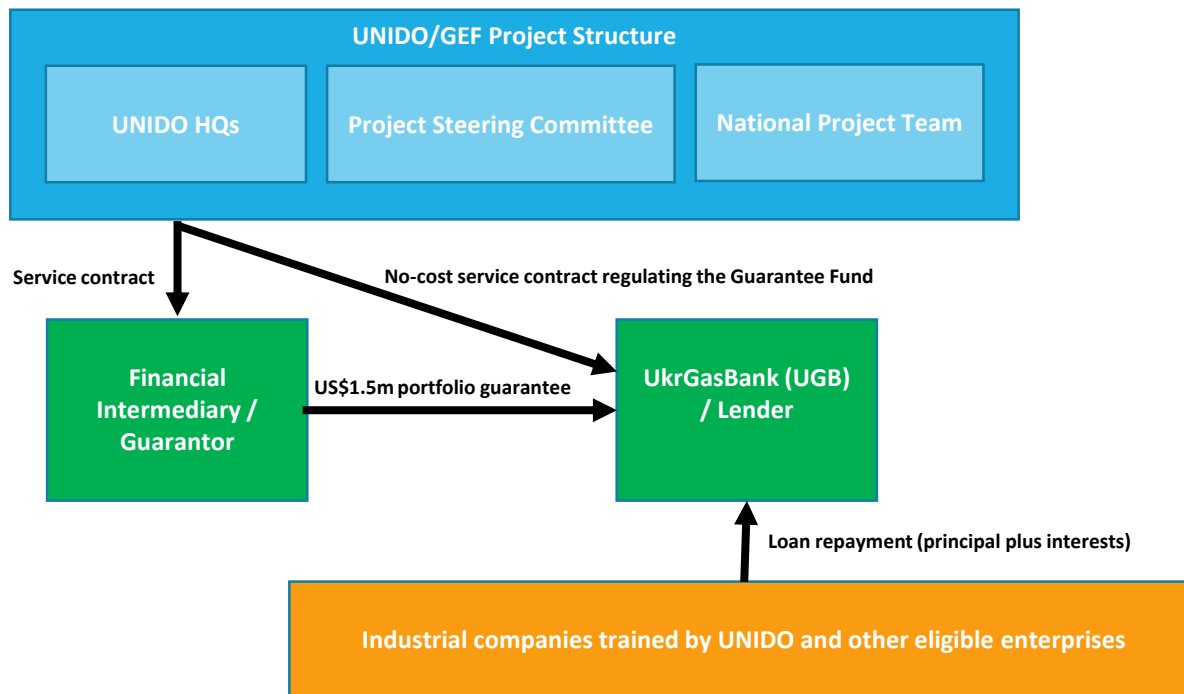 UNIDO/GEF Project Structure
UNIDO HQs
Project Steering Committee
National Project Team
Service contract
No-cost service contract regulating the Guarantee Fund
Financial
Intermediary /
Guarantor
US$1.5m portfolio guarantee
UkrGasBank (UGB)
/ Lender
Loan repayment (principal plus interests)
Industrial companies trained by UNIDO and other eligible enterprises